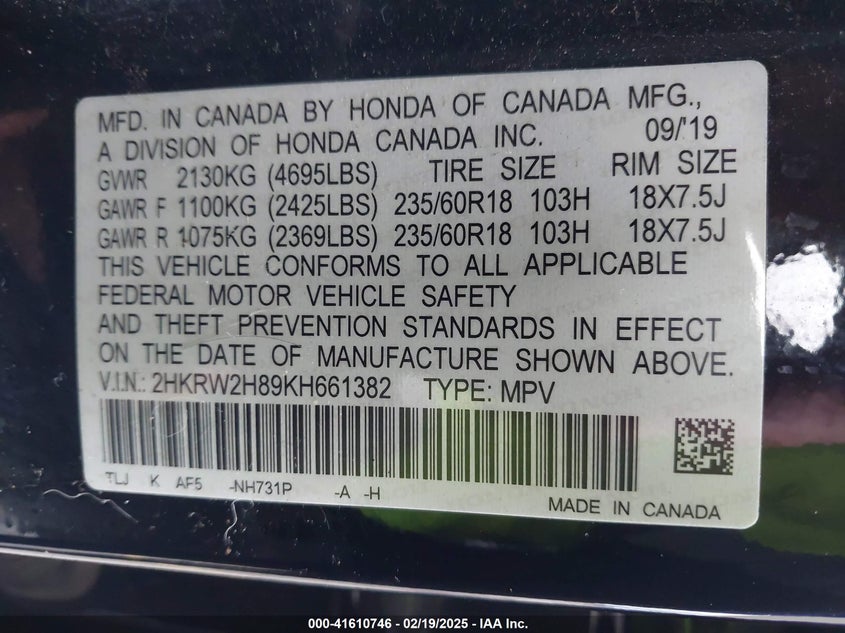 MFD. IN CANADA BY HONDA OF CANADA MFG.,
A DIVISION OF HONDA CANADA INC. 09/'19
GVWR 2130KG (4695LBS) TIRE SIZE RIM SIZE
GAWR F 1100KG (2425LBS) 235/60R18 103H 18X7.5J
GAWR R 1075KG (2369LBS) 235/60R18 103H 18X7.5J
THIS VEHICLE CONFORMS TO ALL APPLICABLE
FEDERAL MOTOR VEHICLE SAFETY
AND THEFT PREVENTION STANDARDS IN EFFECT
ON THE DATE OF MANUFACTURE SHOWN ABOVE.
V.I.N.: 2HKRW2H89KH661382 TYPE: MPV
TLJ K AF5 -NH731P -A -H
MADE IN CANADA
000-41610746 - 02/19/2025 - IAA Inc.